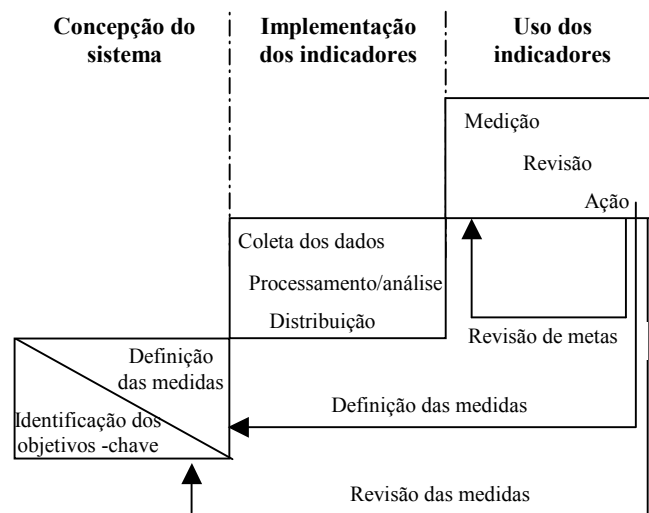 Concepção do
sistema
Implementação
dos indicadores
Uso dos
indicadores
Medição
Revisão
Ação
Coleta dos dados
Processamento/análise
Distribuição
Revisão de metas
Definição
das medidas
Identificação dos
objetivos -chave
Definição das medidas
Revisão das medidas